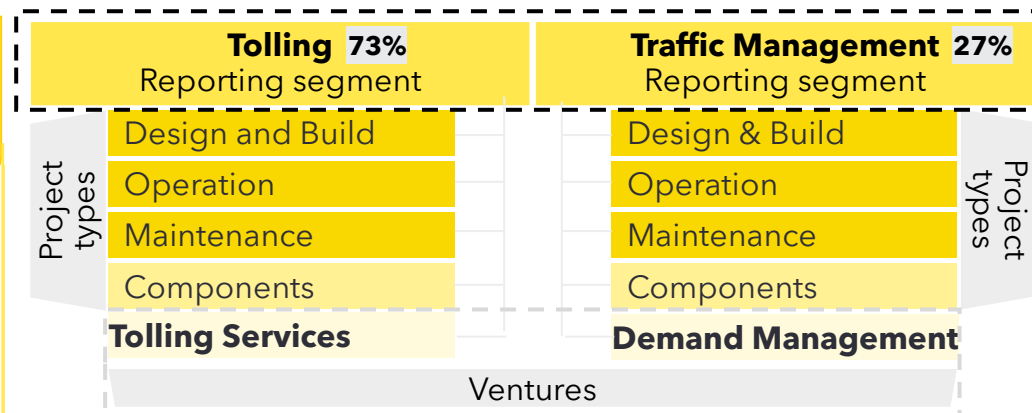 Tolling 73%
Reporting segment
Traffic Management 27%
Reporting segment
Project
types
Design and Build
Operation
Maintenance
Components
Tolling Services
Design & Build
Operation
Maintenance
Components
Demand Management
Project
types
Ventures